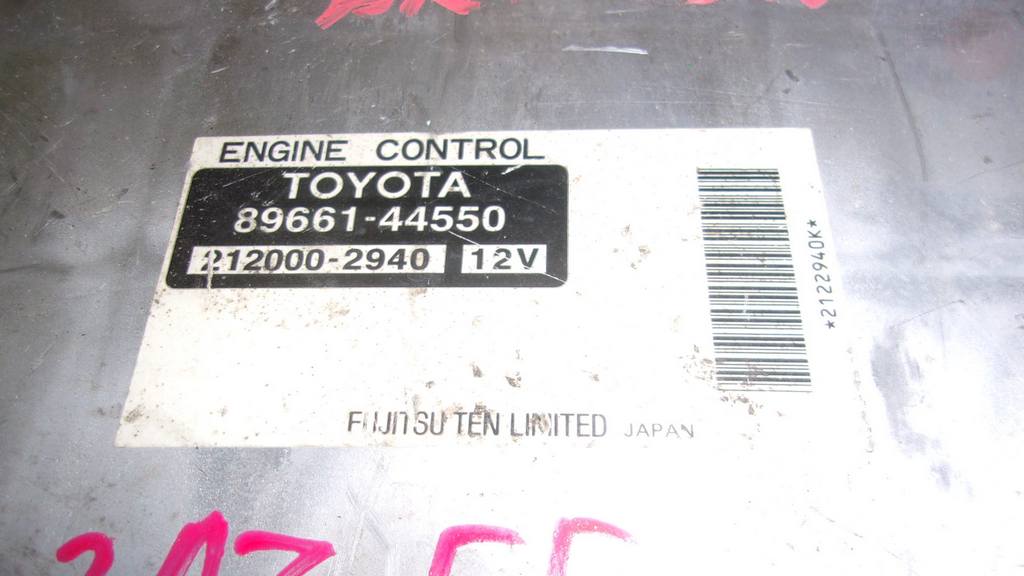 ENGINE CONTROL
TOYOTA
89661-44550
212000-2940 12V
*2122940K*
FUJITSU TEN LIMITED JAPAN